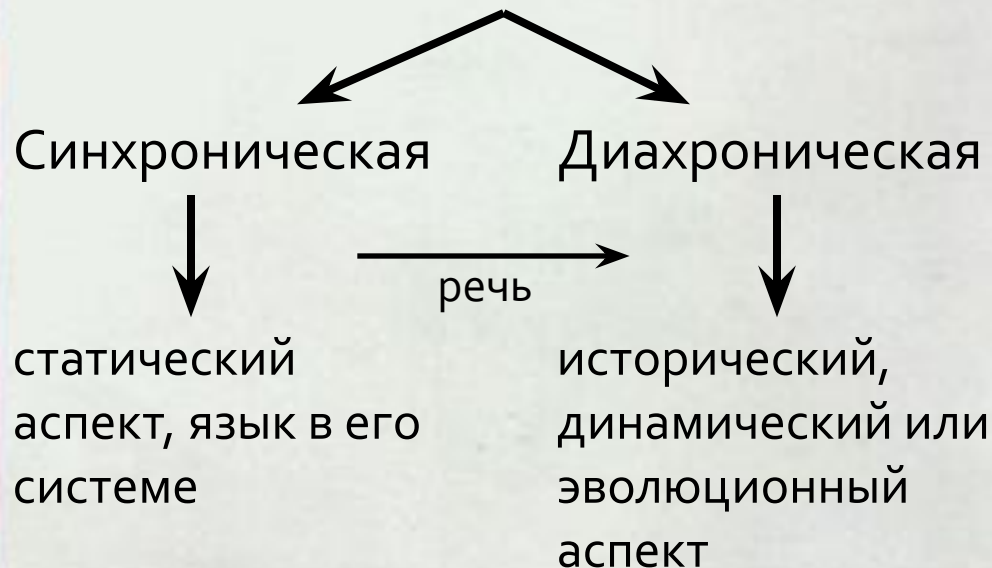 Синхроническая
Диахроническая
речь
статический
аспект, язык в его
системе
исторический,
динамический или
эволюционный
аспект